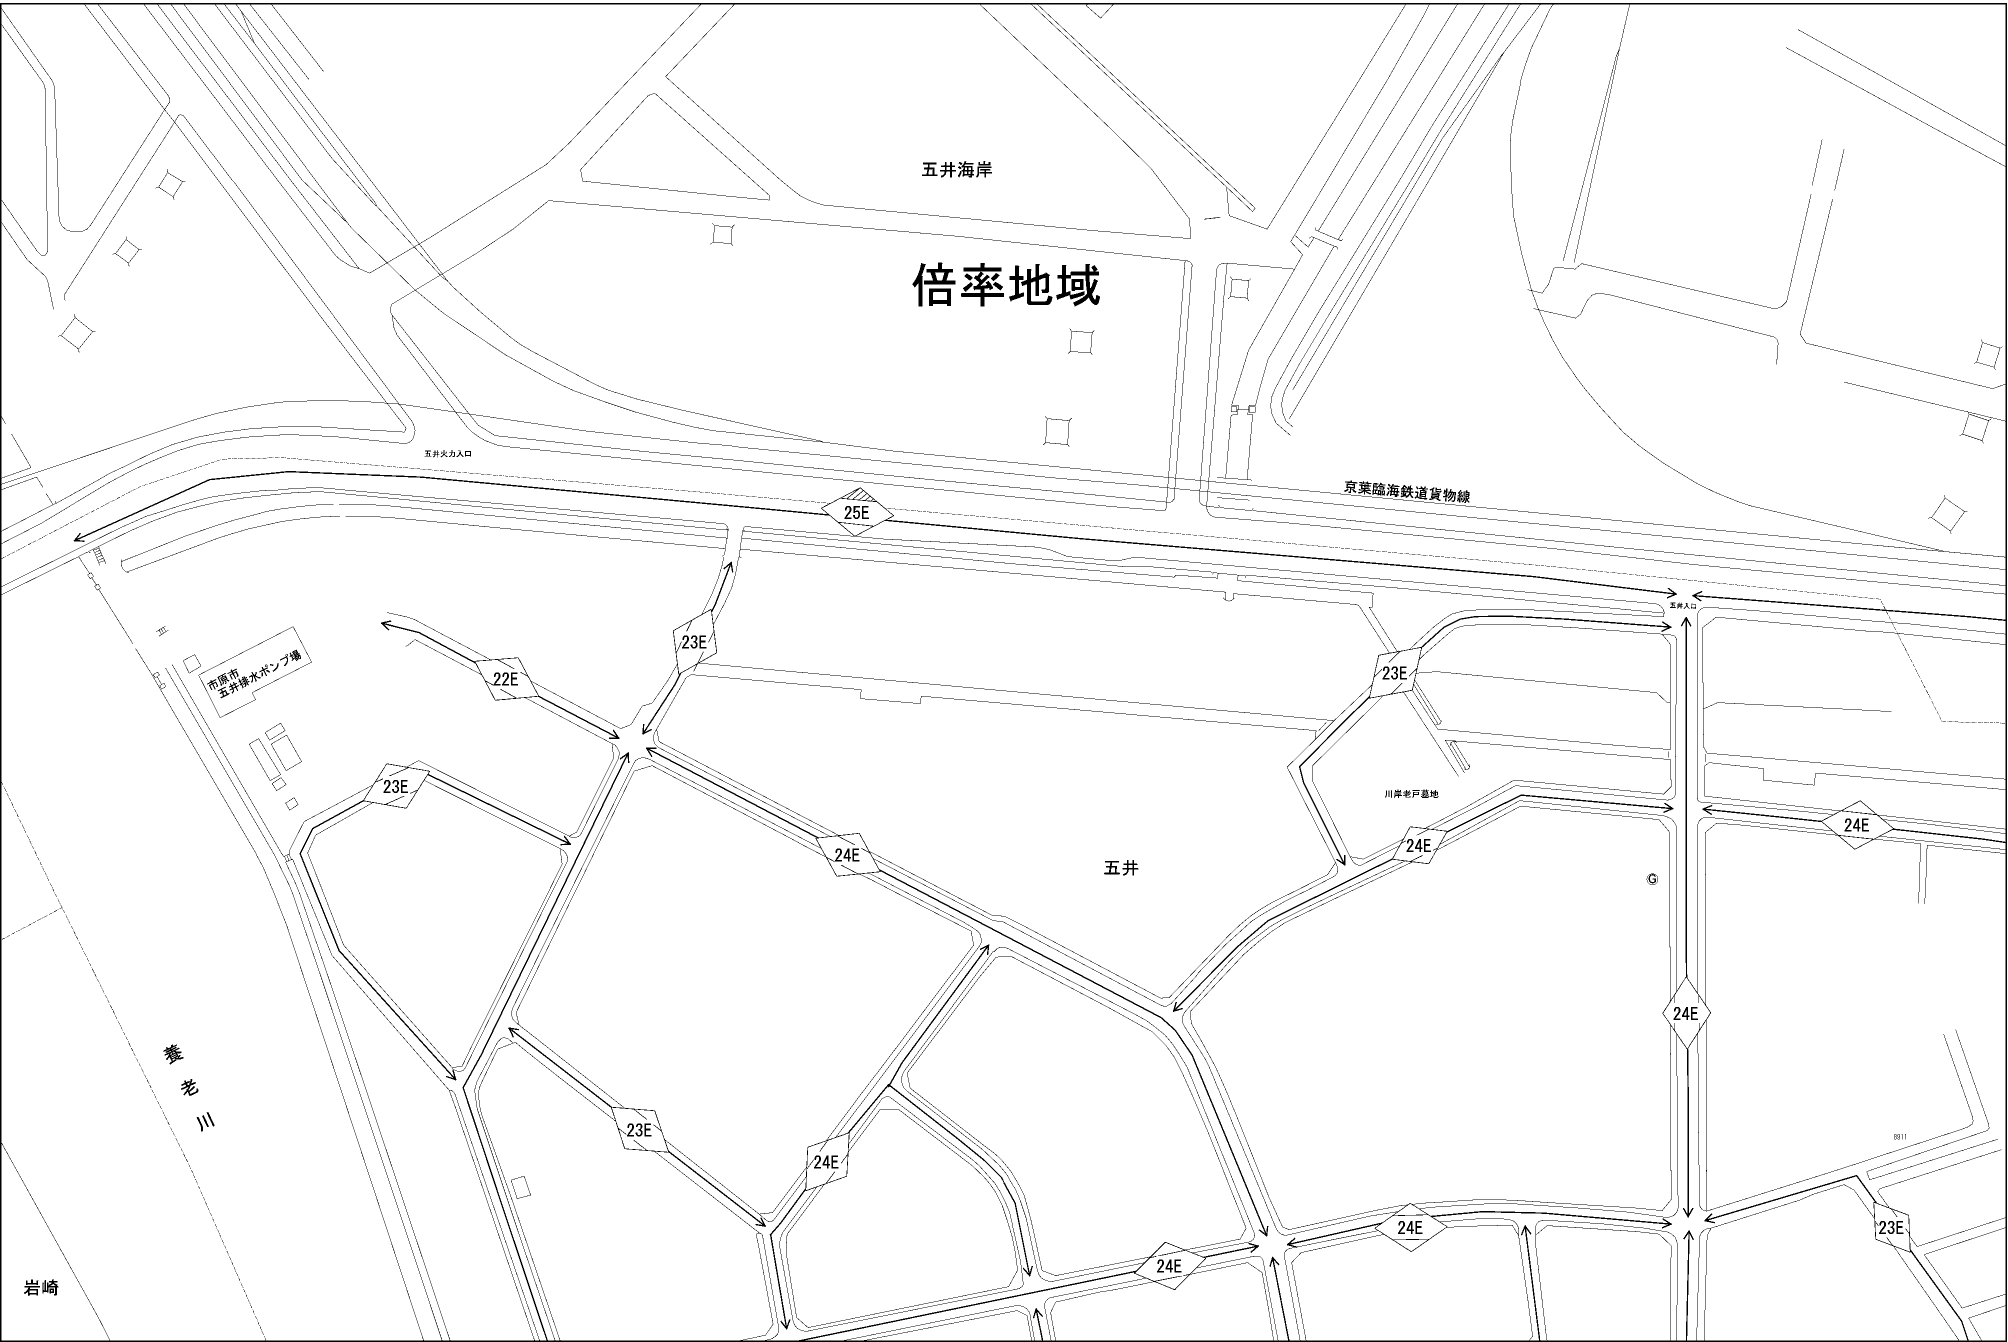 五井海岸
倍率地域
五井火力入口
京葉臨海鉄道貨物線
25E
五井入口
23E
22E
市原市
五井排水ポンプ場
23E
23E
川岸老戸墓地
24E
24E
24E
五井
G
24E
養老川
8911
23E
24E
24E
23E
24E
岩崎